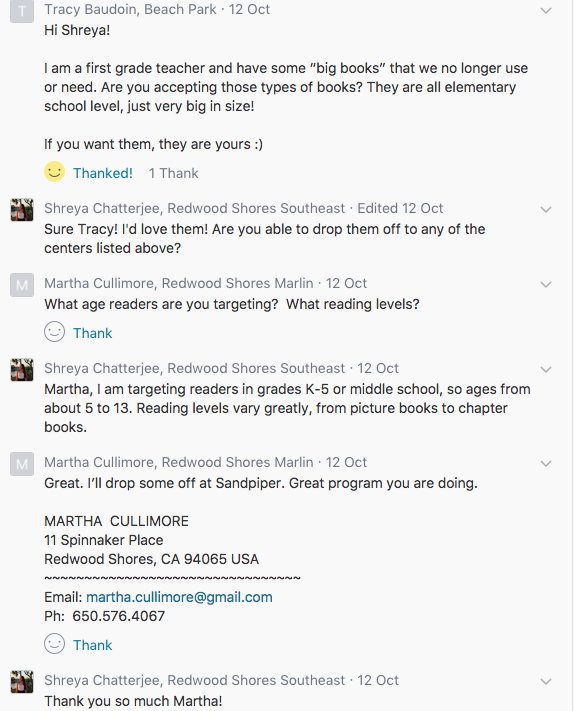 T
Tracy Baudoin, Beach Park · 12 Oct
Hi Shreya!
I am a first grade teacher and have some “big books” that we no longer use
or need. Are you accepting those types of books? They are all elementary
school level, just very big in size!
If you want them, they are yours :)
Thanked! 1 Thank
Shreya Chatterjee, Redwood Shores Southeast · Edited 12 Oct
Sure Tracy! I'd love them! Are you able to drop them off to any of the
centers listed above?
M
Martha Cullimore, Redwood Shores Marlin · 12 Oct
What age readers are you targeting?  What reading levels?
Thank
Shreya Chatterjee, Redwood Shores Southeast · 12 Oct
Martha, I am targeting readers in grades K-5 or middle school, so ages from
about 5 to 13. Reading levels vary greatly, from picture books to chapter
books.
M
Martha Cullimore, Redwood Shores Marlin · 12 Oct
Great. I’ll drop some off at Sandpiper. Great program you are doing.
MARTHA  CULLIMORE
11 Spinnaker Place
Redwood Shores, CA 94065 USA
~~~~~~~~~~~~~~~~~~~~~~~~~~~~~~~~
Email: martha.cullimore@gmail.com
Ph:  650.576.4067
Thank
Shreya Chatterjee, Redwood Shores Southeast · 12 Oct
Thank you so much Martha!